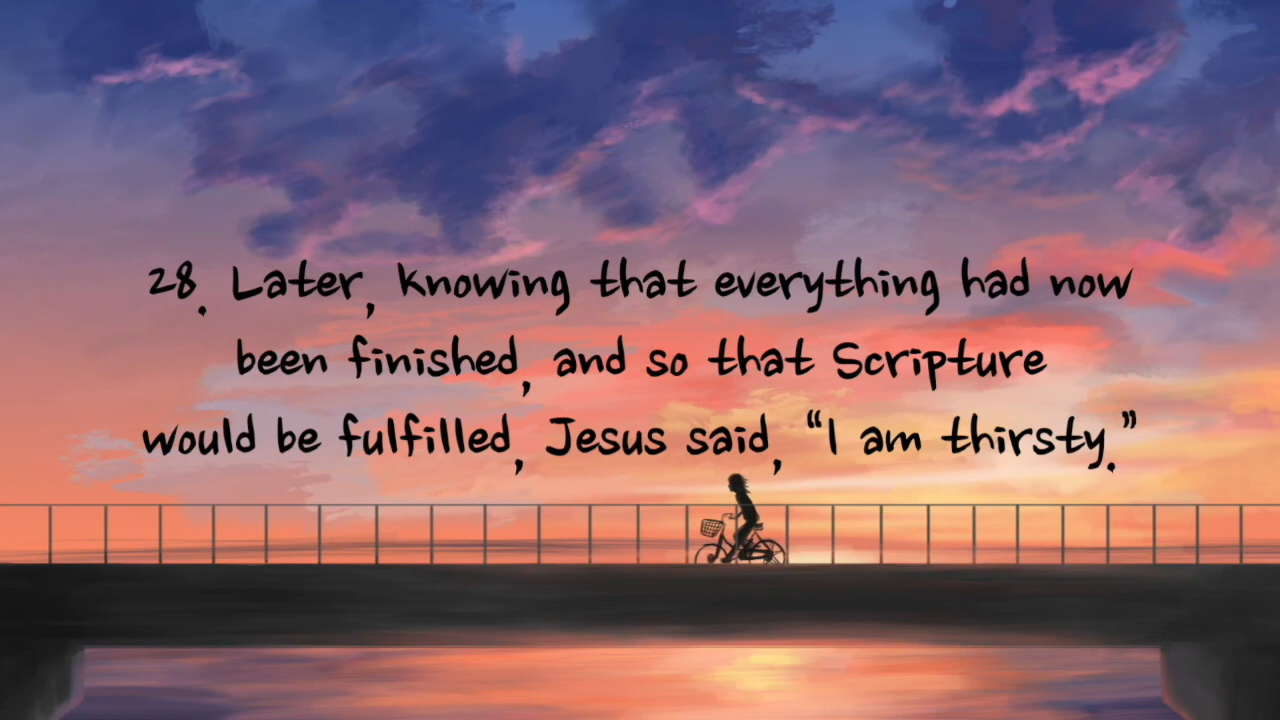 28. Later, knowing that everything had now
been finished, and so that Scripture
would be fulfilled, Jesus said, “I am thirsty.”